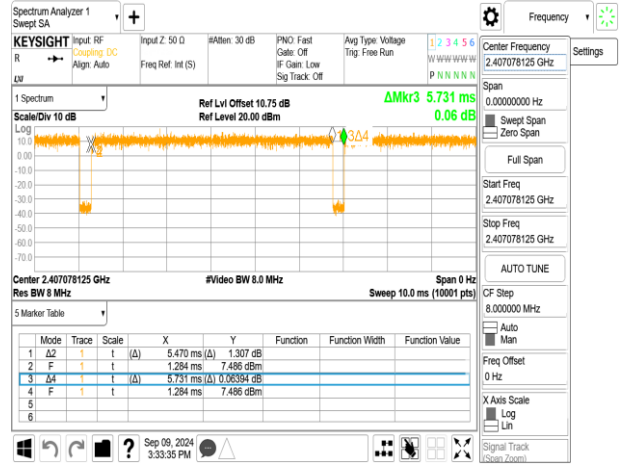 Spectrum Analyzer 1
Swept SA
Frequency
Settings
KEYSIGHT
R
Input: RF
Coupling: DC
Align: Auto
Input Z: 50 Ω
Freq Ref: Int (S)
#Atten: 30 dB
PNO: Fast
Gate: Off
IF Gain: Low
Sig Track: Off
Avg Type: Voltage
Trig: Free Run
1 2 3 4 5 6
W W W W W W
P N N N N N
1 Spectrum
Scale/Div 10 dB
Ref Lvl Offset 10.75 dB
Ref Level 20.00 dBm
ΔMkr3 5.731 ms
0.06 dB
Log
10.0
0.00
-10.0
-20.0
-30.0
-40.0
-50.0
-60.0
-70.0
3Δ4
Center 2.407078125 GHz
Res BW 8 MHz
#Video BW 8.0 MHz
Span 0 Hz
Sweep 10.0 ms (10001 pts)
5 Marker Table
Mode Trace Scale X Y Function Function Width Function Value
1 Δ2 1 t (Δ) 5.470 ms (Δ) 1.307 dB
2 F 1 t 1.284 ms 7.486 dBm
3 Δ4 1 t (Δ) 5.731 ms (Δ) 0.06394 dB
4 F 1 t 1.284 ms 7.486 dBm
5
6
Sep 09, 2024
3:33:35 PM
Center Frequency
2.407078125 GHz
Span
0.00000000 Hz
Swept Span
Zero Span
Full Span
Start Freq
2.407078125 GHz
Stop Freq
2.407078125 GHz
AUTO TUNE
CF Step
8.000000 MHz
Auto
Man
Freq Offset
0 Hz
X Axis Scale
Log
Lin
Signal Track
(Span Zoom)